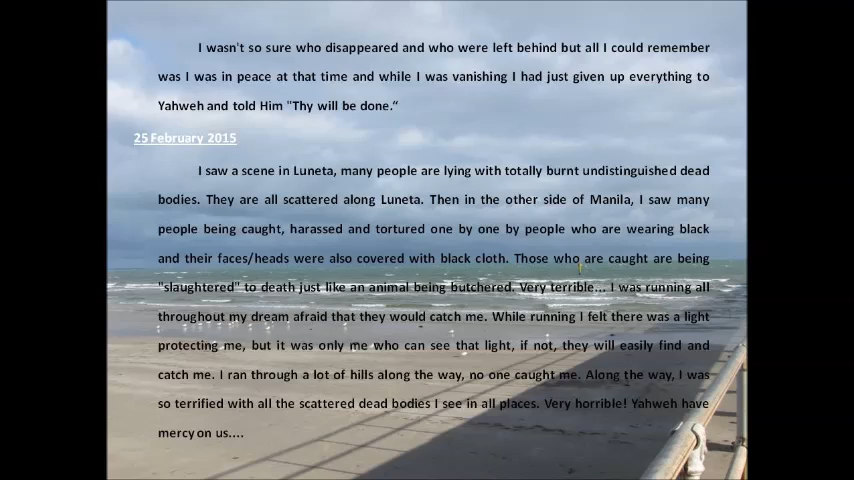 I wasn't so sure who disappeared and who were left behind but all I could remember
was I was in peace at that time and while I was vanishing I had just given up everything to
Yahweh and told Him "Thy will be done.“
25 February 2015
I saw a scene in Luneta, many people are lying with totally burnt undistinguished dead
bodies. They are all scattered along Luneta. Then in the other side of Manila, I saw many
people being caught, harassed and tortured one by one by people who are wearing black
and their faces/heads were also covered with black cloth. Those who are caught are being
"slaughtered" to death just like an animal being butchered. Very terrible... I was running all
throughout my dream afraid that they would catch me. While running I felt there was a light
protecting me, but it was only me who can see that light, if not, they will easily find and
catch me. I ran through a lot of hills along the way, no one caught me. Along the way, I was
so terrified with all the scattered dead bodies I see in all places. Very horrible! Yahweh have
mercy on us....